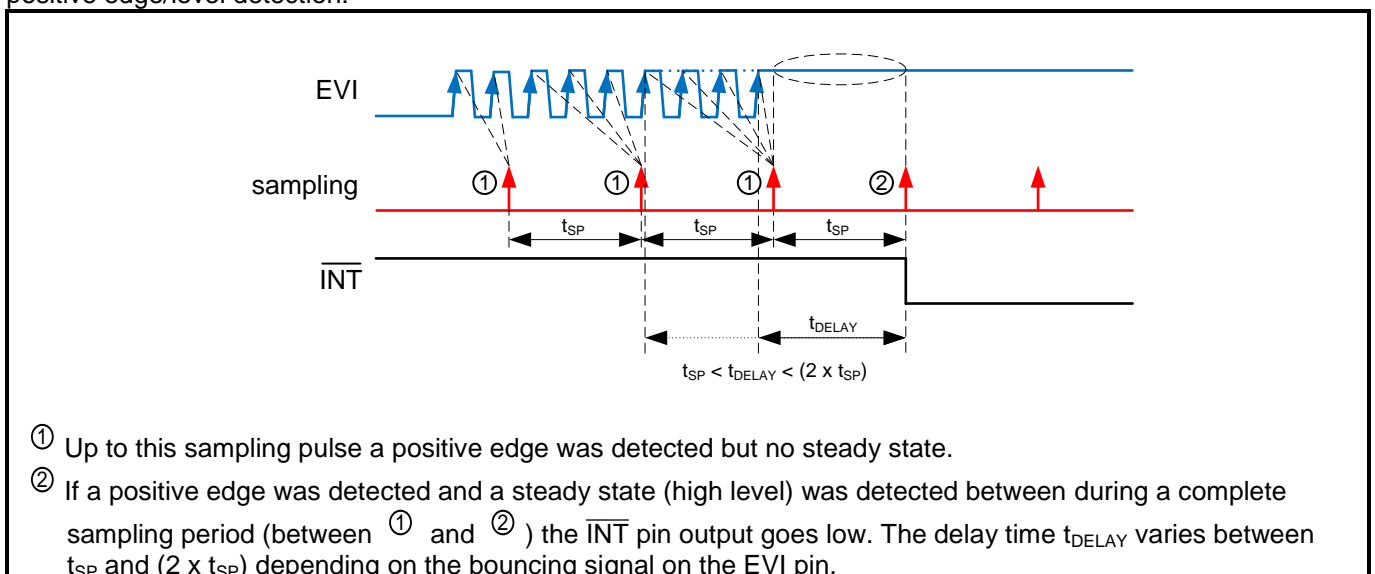 positive edge/level detection.
EVI
sampling
① ① ① ②
tSP tSP tSP
INT
tDELAY
tSP < tDELAY < (2 x tSP)
① Up to this sampling pulse a positive edge was detected but no steady state.
② If a positive edge was detected and a steady state (high level) was detected between during a complete
sampling period (between ① and ② ) the INT pin output goes low. The delay time tDELAY varies between
tSP and (2 x tSP) depending on the bouncing signal on the EVI pin.